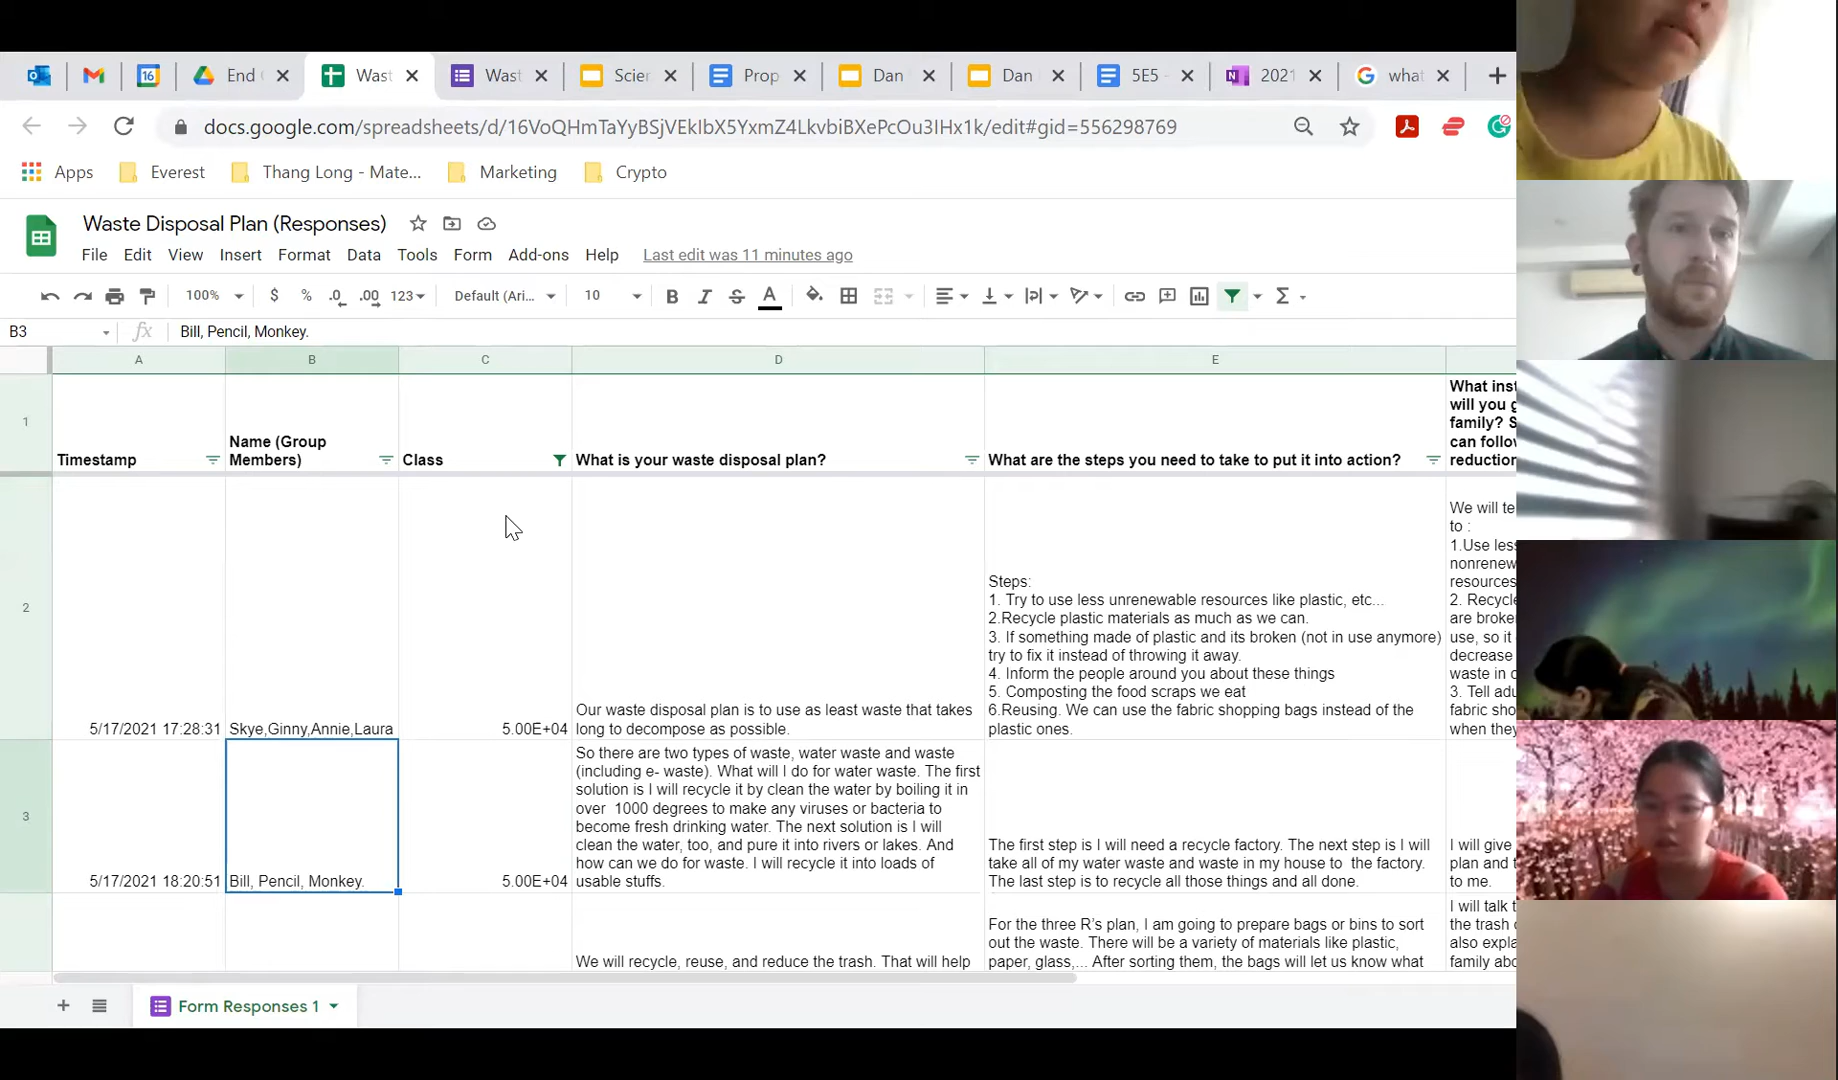 End
Wast
Wast
Scier
Prop
Dan
Dan
5E5 -
2021
what
docs.google.com/spreadsheets/d/16VoQHmTaYyBSjVEkIbX5YxmZ4LkvbiBXePcOu3IHx1k/edit#gid=556298769
Apps Everest Thang Long - Mate... Marketing Crypto
Waste Disposal Plan (Responses)
File Edit View Insert Format Data Tools Form Add-ons Help Last edit was 11 minutes ago
100% $ % .0 .00 123 Default (Ari... 10 B I S A
B3 fx Bill, Pencil, Monkey.
A B C D E
1
Timestamp
Name (Group
Members)
Class
What is your waste disposal plan?
What are the steps you need to take to put it into action?
What inst
will you g
family? S
can follow
reduction
2
5/17/2021 17:28:31
Skye,Ginny,Annie,Laura
5.00E+04
Our waste disposal plan is to use as least waste that takes
long to decompose as possible.
Steps:
1. Try to use less unrenewable resources like plastic, etc...
2.Recycle plastic materials as much as we can.
3. If something made of plastic and its broken (not in use anymore)
try to fix it instead of throwing it away.
4. Inform the people around you about these things
5. Composting the food scraps we eat
6.Reusing. We can use the fabric shopping bags instead of the
plastic ones.
We will te
to :
1.Use less
nonrenew
resources
2. Recycle
are broken
use, so it
decrease
waste in
3. Tell adu
fabric sho
when they
3
5/17/2021 18:20:51
Bill, Pencil, Monkey.
5.00E+04
So there are two types of waste, water waste and waste
(including e- waste). What will I do for water waste. The first
solution is I will recycle it by clean the water by boiling it in
over 1000 degrees to make any viruses or bacteria to
become fresh drinking water. The next solution is I will
clean the water, too, and pure it into rivers or lakes. And
how can we do for waste. I will recycle it into loads of
usable stuffs.
The first step is I will need a recycle factory. The next step is I will
take all of my water waste and waste in my house to the factory.
The last step is to recycle all those things and all done.
I will give
plan and t
to me.
We will recycle, reuse, and reduce the trash. That will help
For the three R's plan, I am going to prepare bags or bins to sort
out the waste. There will be a variety of materials like plastic,
paper, glass,... After sorting them, the bags will let us know what
I will talk t
the trash
also expla
family abo
Form Responses 1